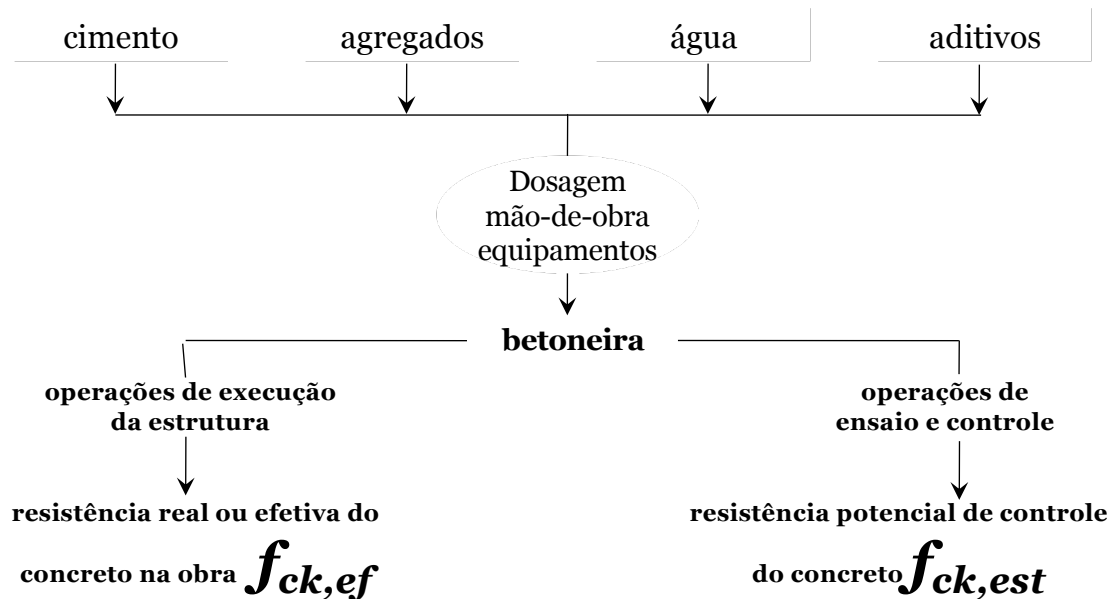 cimento
agregados
água
aditivos
Dosagem
mão-de-obra
equipamentos
betoneira
operações de execução
da estrutura
operações de
ensaio e controle
resistência real ou efetiva do
concreto na obra fck,ef
resistência potencial de controle
do concreto fck,est